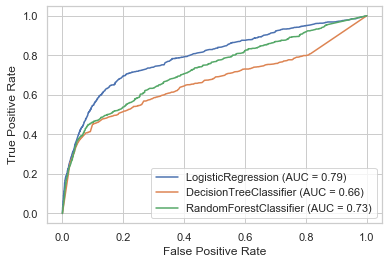 1.0
0.8
0.6
0.4
0.2
0.0
True Positive Rate
LogisticRegression (AUC = 0.79)
DecisionTreeClassifier (AUC = 0.66)
RandomForestClassifier (AUC = 0.73)
0.0 0.2 0.4 0.6 0.8 1.0
False Positive Rate